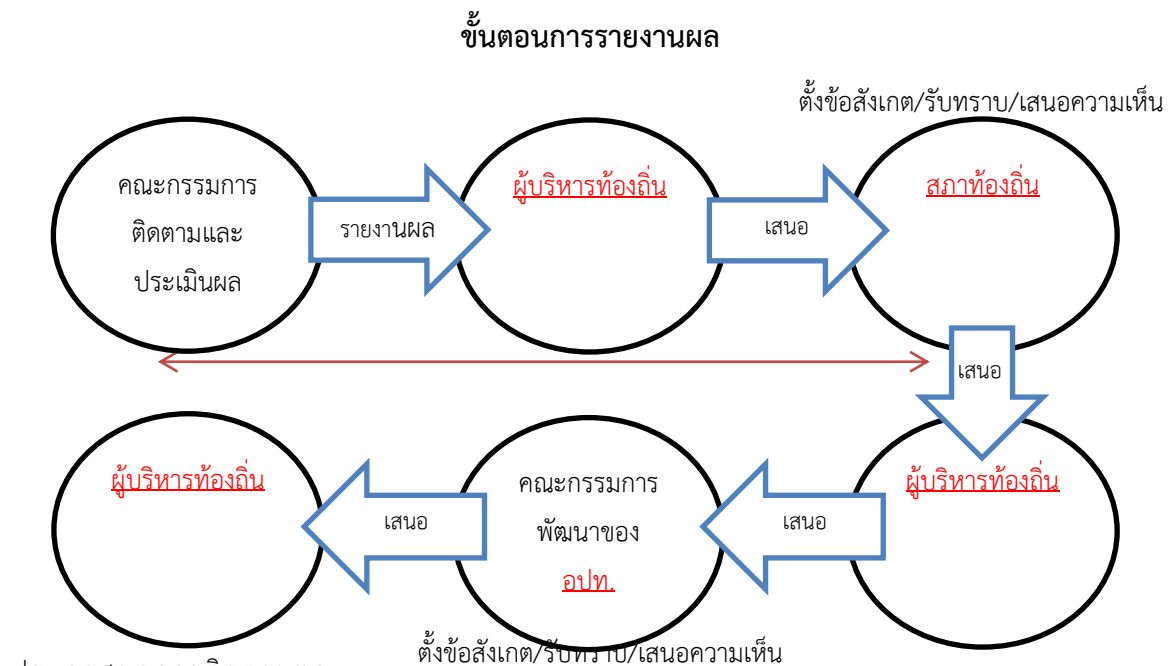 ขั้นตอนการรายงานผล
ตั้งข้อสังเกต/รับทราบ/เสนอความเห็น
คณะกรรมการ
ติดตามและ
ประเมินผล
รายงานผล
ผู้บริหารท้องถิ่น
เสนอ
สภาท้องถิ่น
เสนอ
ผู้บริหารท้องถิ่น
เสนอ
คณะกรรมการ
พัฒนาของ
อปท.
ตั้งข้อสังเกต/รับทราบ/เสนอความเห็น
เสนอ
ผู้บริหารท้องถิ่น